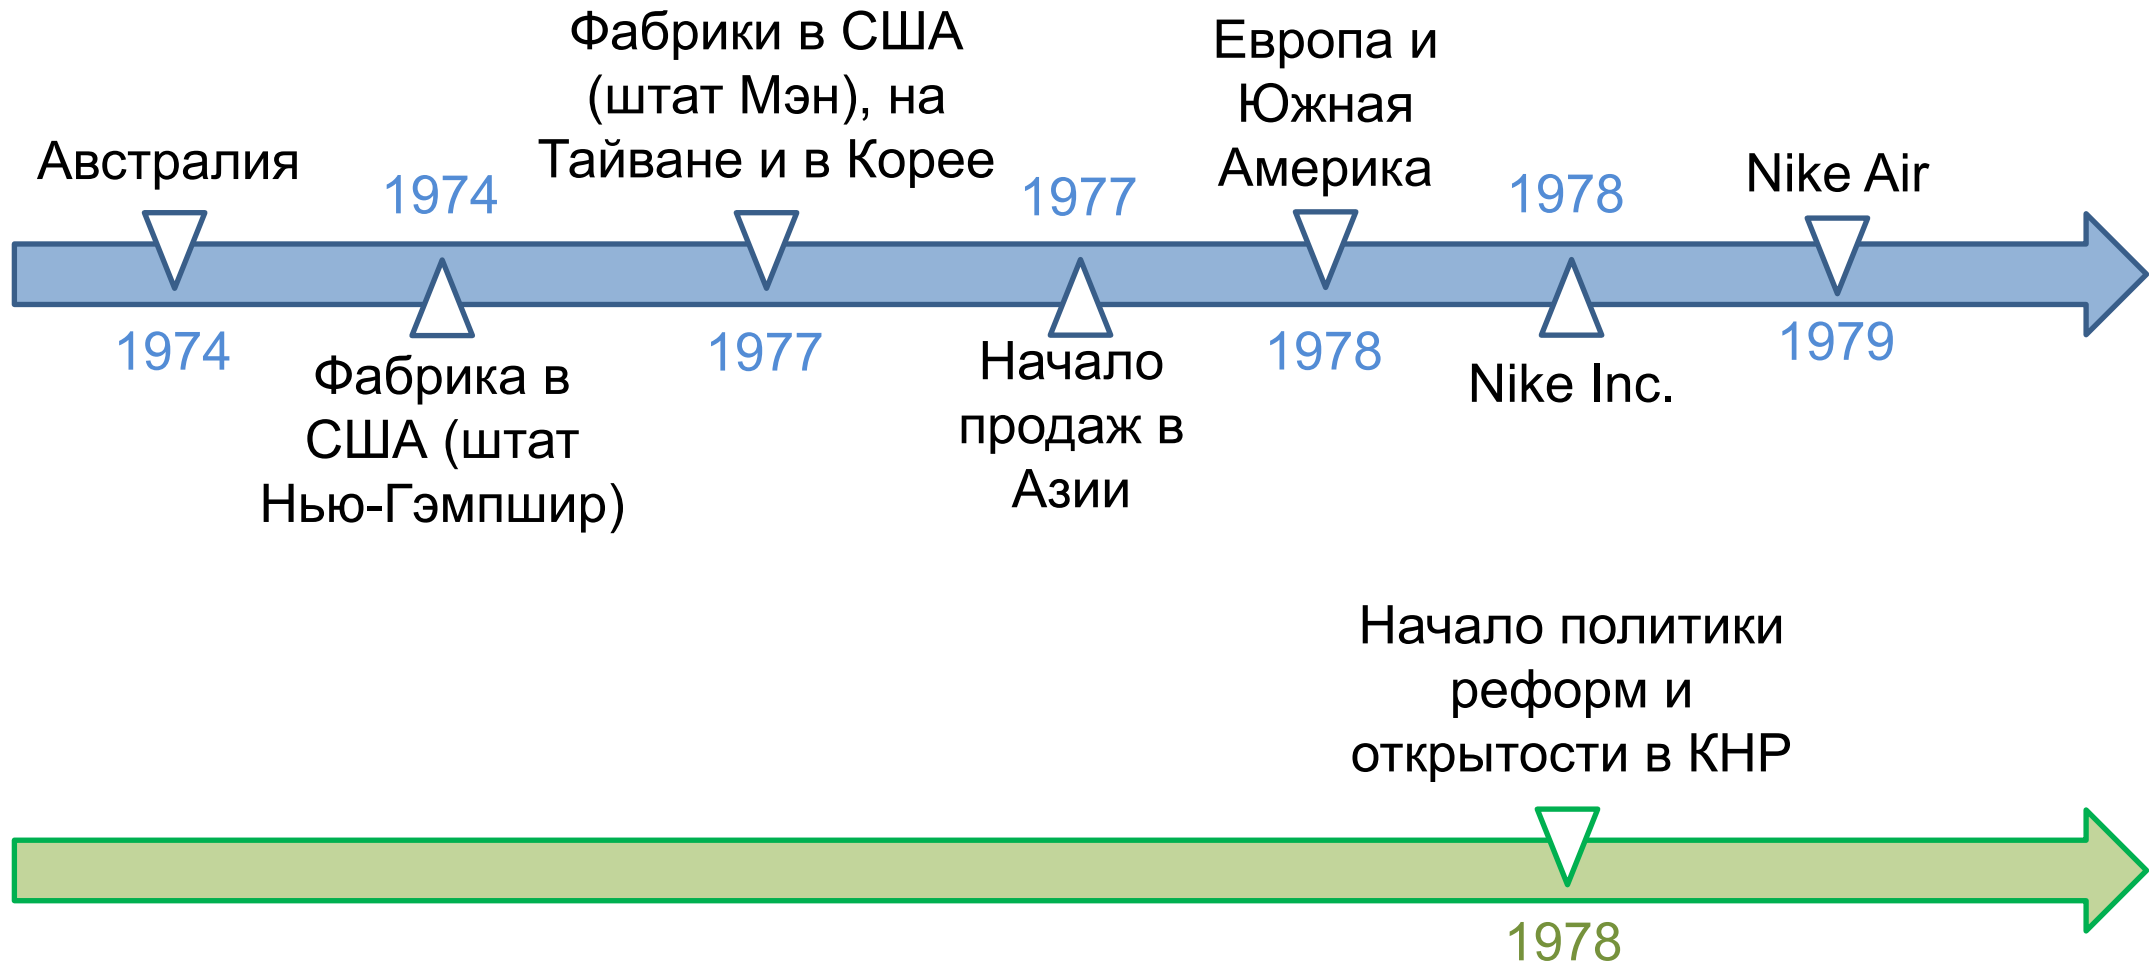 Австралия
1974
1974
Фабрика в
США (штат
Нью-Гэмпшир)
Фабрики в США
(штат Мэн), на
Тайване и в Корее
1977
1977
Начало
продаж в
Азии
Европа и
Южная
Америка
1978
1978
Nike Inc.
Nike Air
1979
Начало политики
реформ и
открытости в КНР
1978